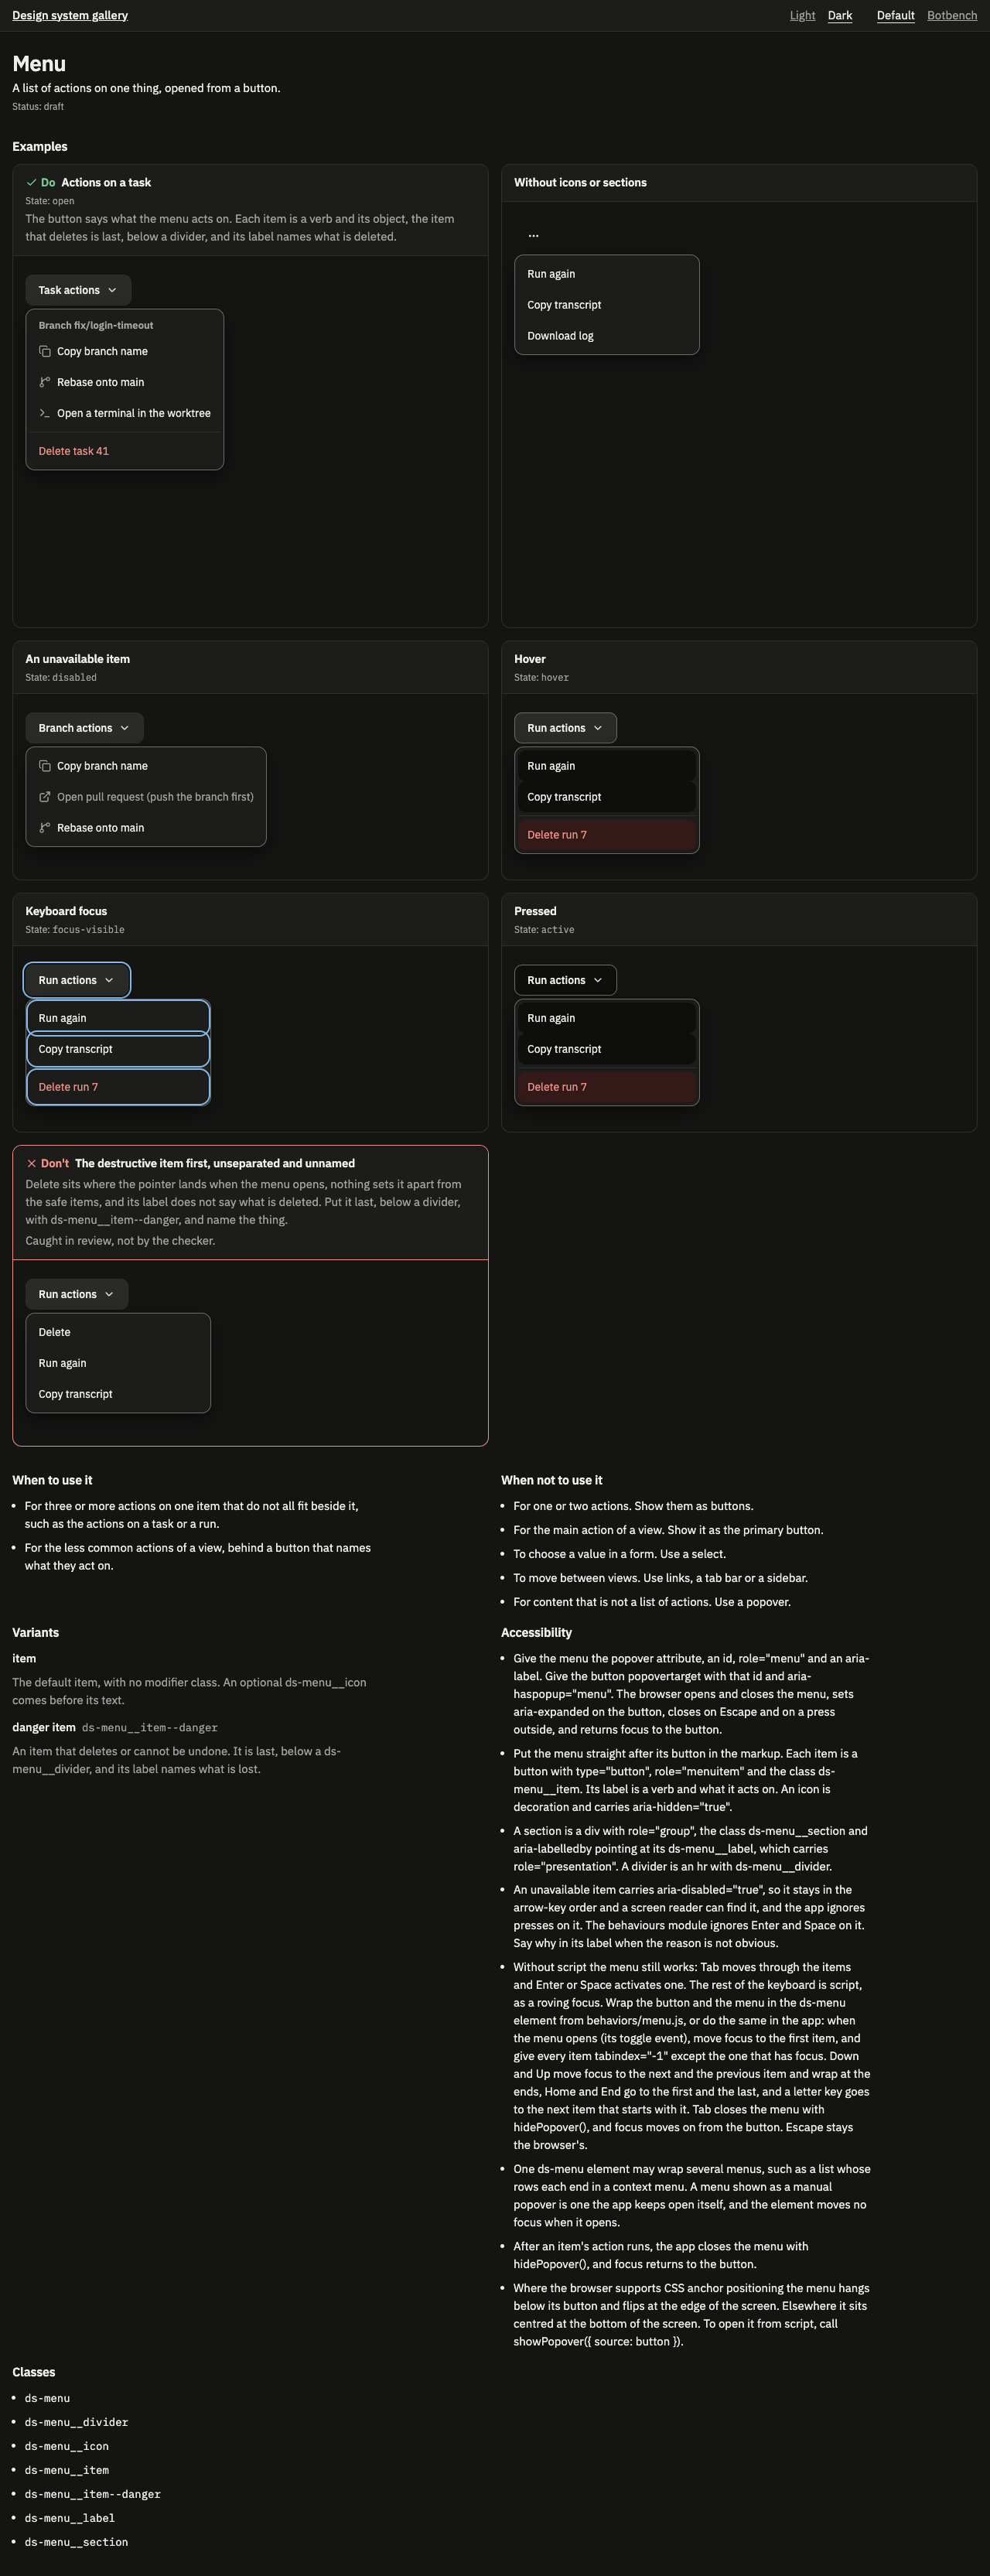 Design system gallery
Light Dark Default Botbench
Menu
A list of actions on one thing, opened from a button.
Status: draft
Examples
Do Actions on a task
State: open
The button says what the menu acts on. Each item is a verb and its object, the item
that deletes is last, below a divider, and its label names what is deleted.
Task actions
Branch fix/login-timeout
Copy branch name
Rebase onto main
Open a terminal in the worktree
Delete task 41
Without icons or sections
...
Run again
Copy transcript
Download log
An unavailable item
State: disabled
Branch actions
Copy branch name
Open pull request (push the branch first)
Rebase onto main
Hover
State: hover
Run actions
Run again
Copy transcript
Delete run 7
Keyboard focus
State: focus-visible
Run actions
Run again
Copy transcript
Delete run 7
Pressed
State: active
Run actions
Run again
Copy transcript
Delete run 7
Don't The destructive item first, unseparated and unnamed
Delete sits where the pointer lands when the menu opens, nothing sets it apart from
the safe items, and its label does not say what is deleted. Put it last, below a divider,
with ds-menu__item--danger, and name the thing.
Caught in review, not by the checker.
Run actions
Delete
Run again
Copy transcript
When to use it
• For three or more actions on one item that do not all fit beside it,
such as the actions on a task or a run.
• For the less common actions of a view, behind a button that names
what they act on.
When not to use it
• For one or two actions. Show them as buttons.
• For the main action of a view. Show it as the primary button.
• To choose a value in a form. Use a select.
• To move between views. Use links, a tab bar or a sidebar.
• For content that is not a list of actions. Use a popover.
Variants
item
The default item, with no modifier class. An optional ds-menu__icon
comes before its text.
danger item ds-menu__item--danger
An item that deletes or cannot be undone. It is last, below a ds-
menu__divider, and its label names what is lost.
Accessibility
• Give the menu the popover attribute, an id, role="menu" and an aria-
label. Give the button popovertarget with that id and aria-
haspopup="menu". The browser opens and closes the menu, sets
aria-expanded on the button, closes on Escape and on a press
outside, and returns focus to the button.
• Put the menu straight after its button in the markup. Each item is a
button with type="button", role="menuitem" and the class ds-
menu__item. Its label is a verb and what it acts on. An icon is
decoration and carries aria-hidden="true".
• A section is a div with role="group", the class ds-menu__section and
aria-labelledby pointing at its ds-menu__label, which carries
role="presentation". A divider is an hr with ds-menu__divider.
• An unavailable item carries aria-disabled="true", so it stays in the
arrow-key order and a screen reader can find it, and the app ignores
presses on it. The behaviours module ignores Enter and Space on it.
Say why in its label when the reason is not obvious.
• Without script the menu still works: Tab moves through the items
and Enter or Space activates one. The rest of the keyboard is script,
as a roving focus. Wrap the button and the menu in the ds-menu
element from behaviors/menu.js, or do the same in the app: when
the menu opens (its toggle event), move focus to the first item, and
give every item tabindex="-1" except the one that has focus. Down
and Up move focus to the next and the previous item and wrap at the
ends, Home and End go to the first and the last, and a letter key goes
to the next item that starts with it. Tab closes the menu with
hidePopover(), and focus moves on from the button. Escape stays
the browser's.
• One ds-menu element may wrap several menus, such as a list whose
rows each end in a context menu. A menu shown as a manual
popover is one the app keeps open itself, and the element moves no
focus when it opens.
• After an item's action runs, the app closes the menu with
hidePopover(), and focus returns to the button.
• Where the browser supports CSS anchor positioning the menu hangs
below its button and flips at the edge of the screen. Elsewhere it sits
centred at the bottom of the screen. To open it from script, call
showPopover({ source: button }).
Classes
• ds-menu
• ds-menu__divider
• ds-menu__icon
• ds-menu__item
• ds-menu__item--danger
• ds-menu__label
• ds-menu__section